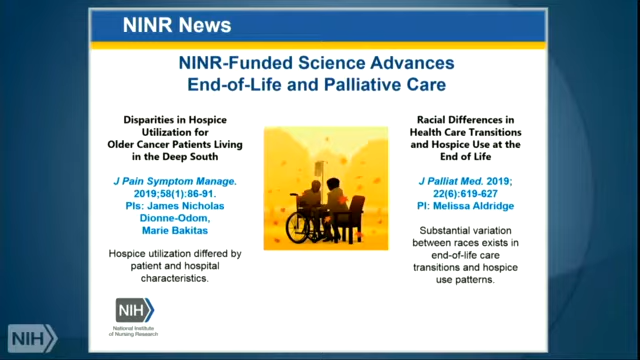 NINR News
NINR-Funded Science Advances
End-of-Life and Palliative Care
Disparities in Hospice
Utilization for
Older Cancer Patients Living
in the Deep South
J Pain Symptom Manage.
2019;58(1):86-91.
PIs: James Nicholas
Dionne-Odom,
Marie Bakitas
Hospice utilization differed by
patient and hospital
characteristics.
Racial Differences in
Health Care Transitions
and Hospice Use at the
End of Life
J Palliat Med. 2019;
22(6):619-627
PI: Melissa Aldridge
Substantial variation
between races exists in
end-of-life care
transitions and hospice
use patterns.
NIH
National Institute
of Nursing Research
NIH